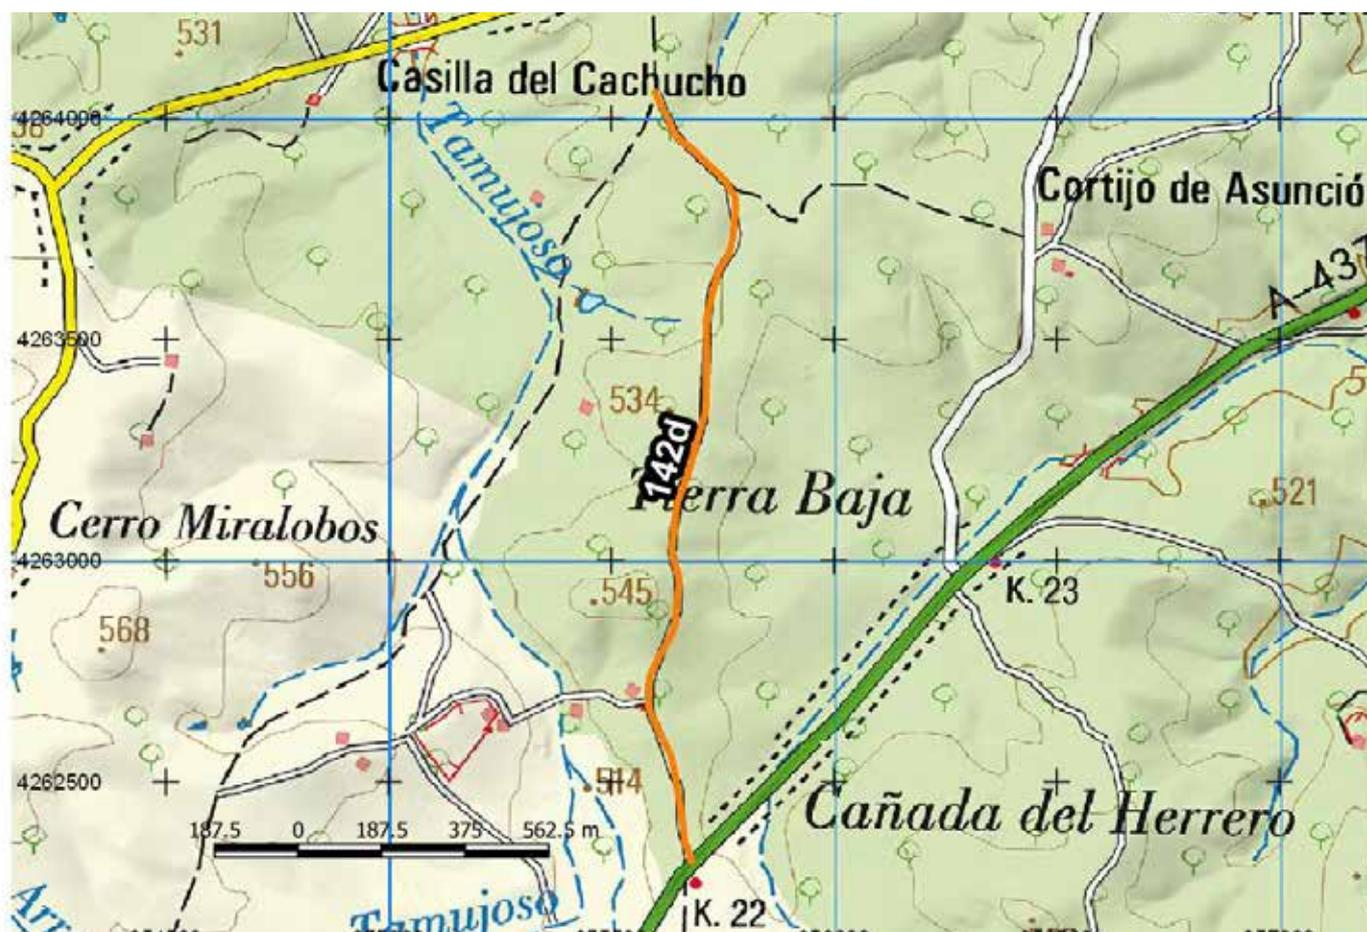 531
Casilla del Cachucho
4264000
Tamujoso
Cortijo de Asunció
A-43
4263500
534
142d
Tierra Baja
521
Cerro Miralobos
4263000
556
545
K. 23
568
4262500
514
Cañada del Herrero
187.5 0 187.5 375 562.5 m
Tamujoso
K. 22